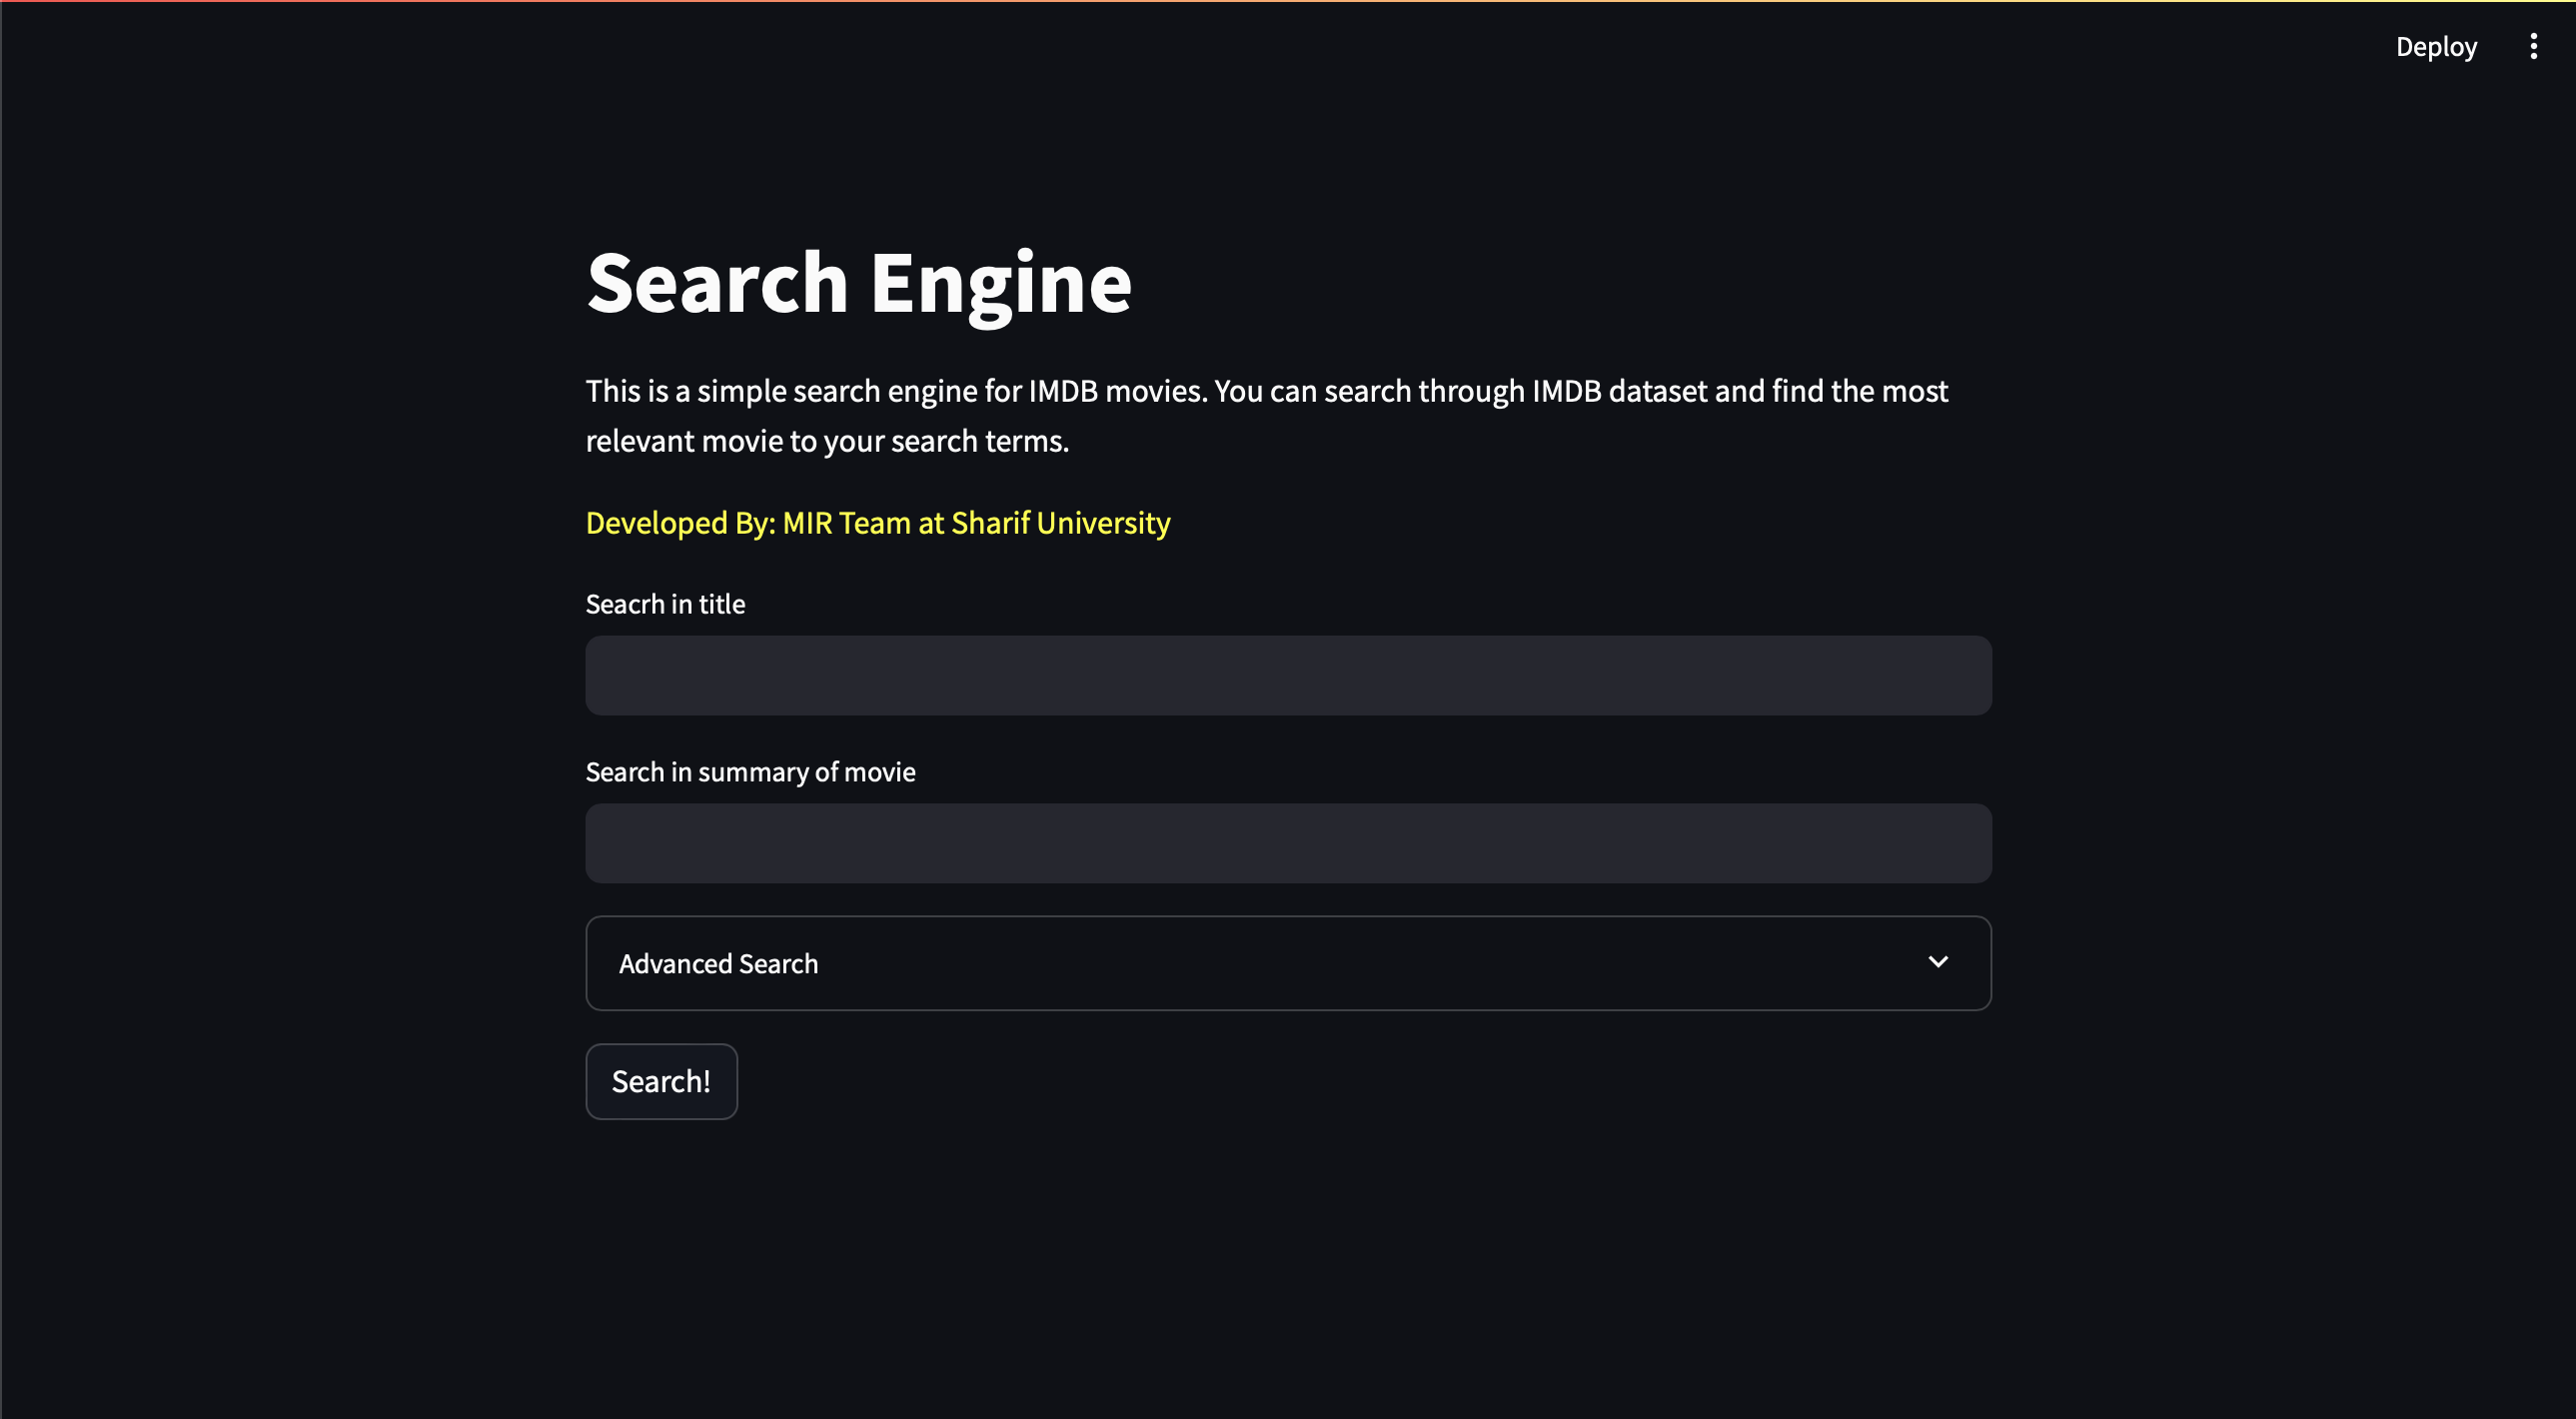 Deploy
Search Engine
This is a simple search engine for IMDB movies. You can search through IMDB dataset and find the most
relevant movie to your search terms.
Developed By: MIR Team at Sharif University
Seacrh in title
Search in summary of movie
Advanced Search
Search!